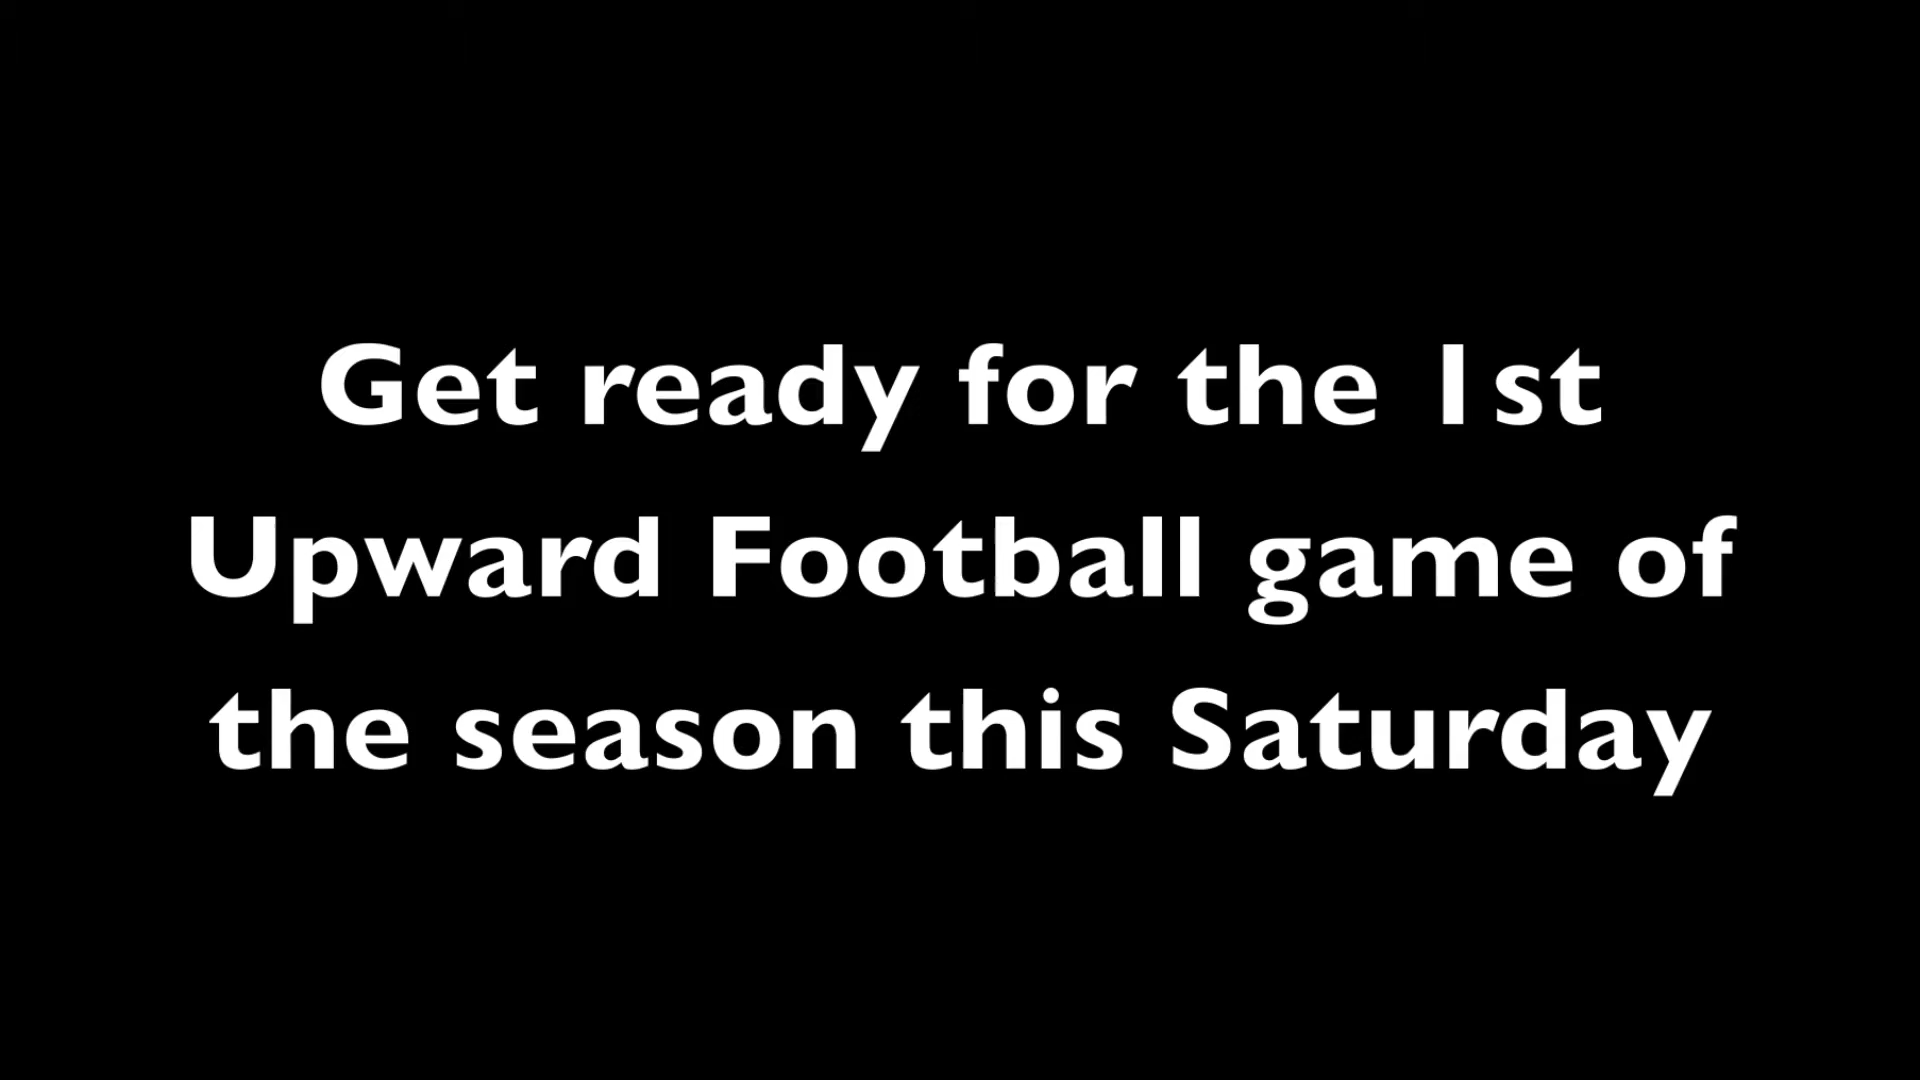 Get ready for the 1st
Upward Football game of
the season this Saturday